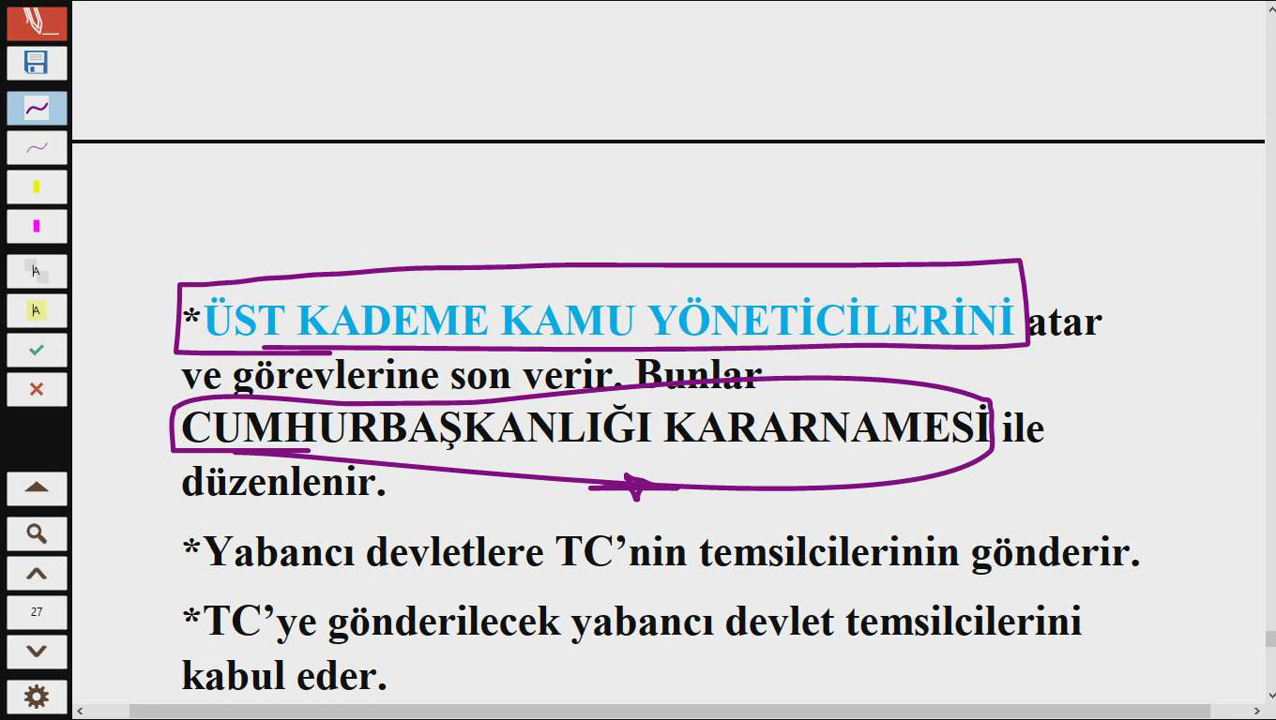 *ÜST KADEME KAMU YÖNETİCİLERİNİ atar
ve görevlerine son verir. Bunlar
CUMHURBAŞKANLIĞI KARARNAMESİ ile
düzenlenir.
*Yabancı devletlere TC’nin temsilcilerinin gönderir.
*TC’ye gönderilecek yabancı devlet temsilcilerini
kabul eder.
A
A
27